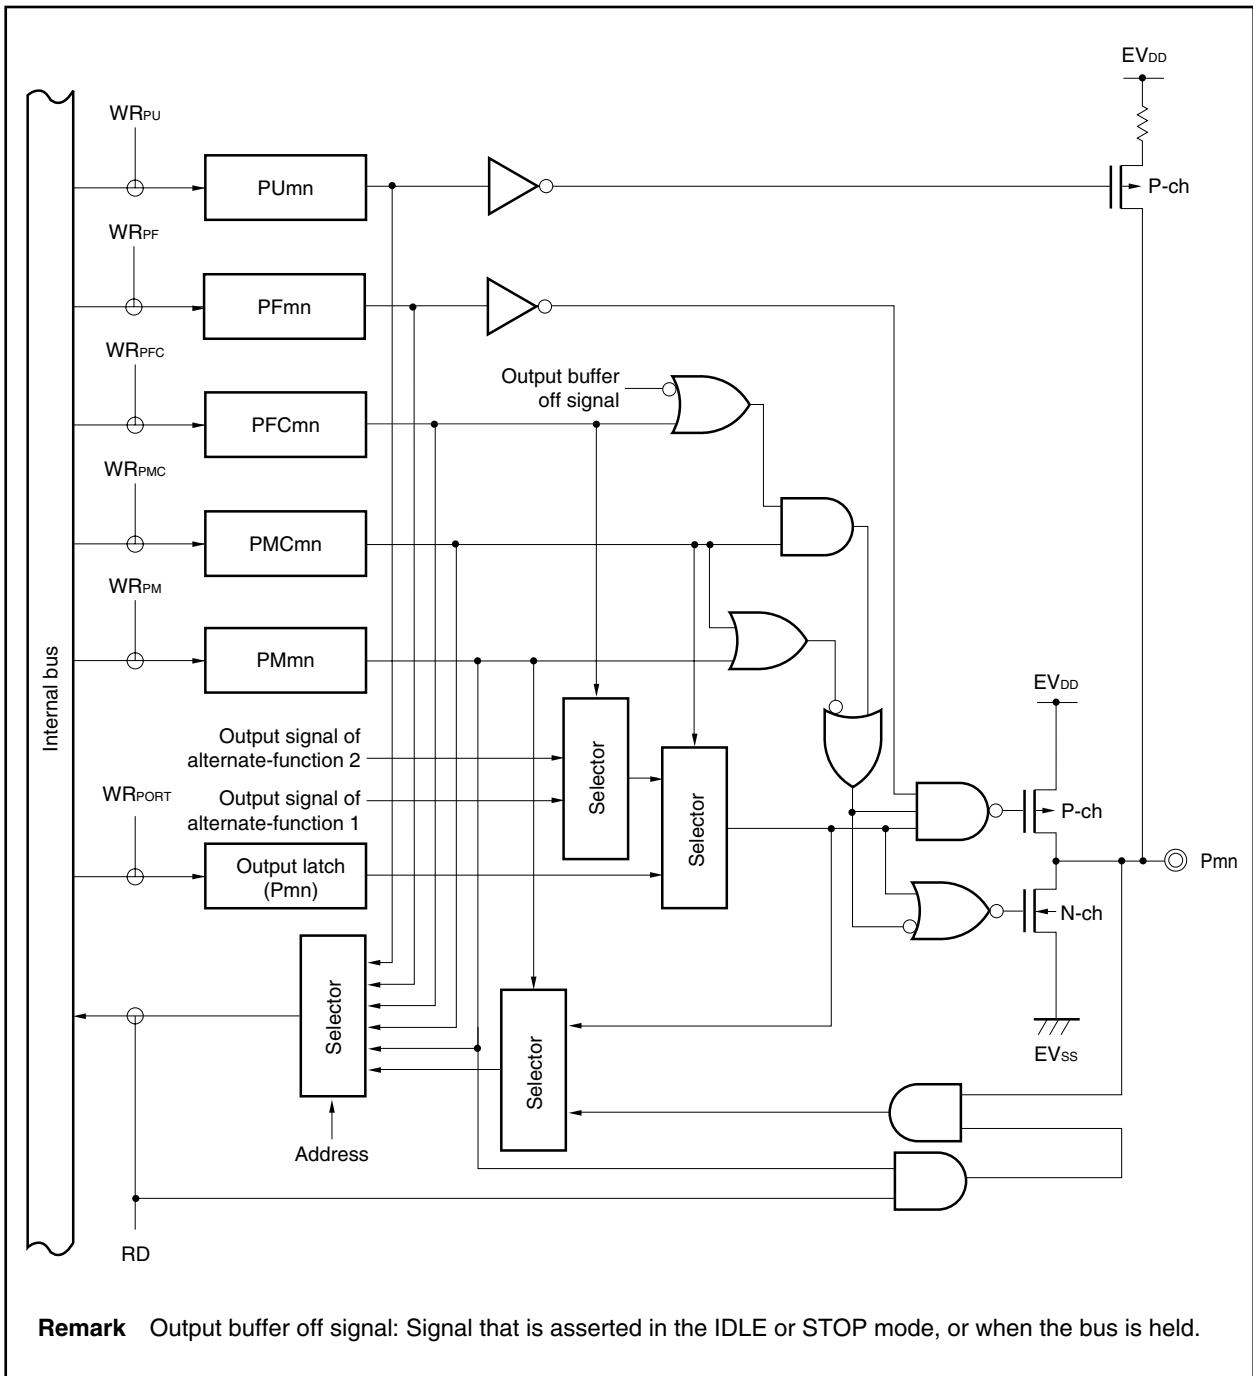 EVDD
WRPU
PUmn
P-ch
WRPF
PFmn
WRPFC
Output buffer
off signal
PFCmn
WRPMC
PMCmn
WRPM
PMmn
Internal bus
EVDD
Output signal of
alternate-function 2
Selector
Selector
WRPORT
Output signal of
alternate-function 1
P-ch
Output latch
(Pmn)
Pmn
N-ch
Selector
Selector
EVSS
Address
RD
Remark Output buffer off signal: Signal that is asserted in the IDLE or STOP mode, or when the bus is held.